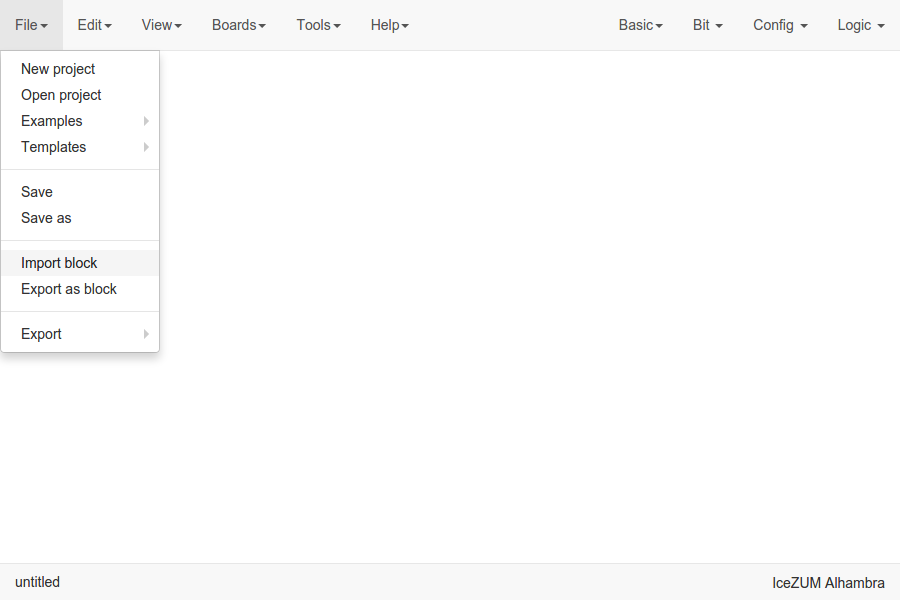 File Edit View Boards Tools Help Basic Bit Config Logic
New project
Open project
Examples
Templates
Save
Save as
Import block
Export as block
Export
untitled IceZUM Alhambra